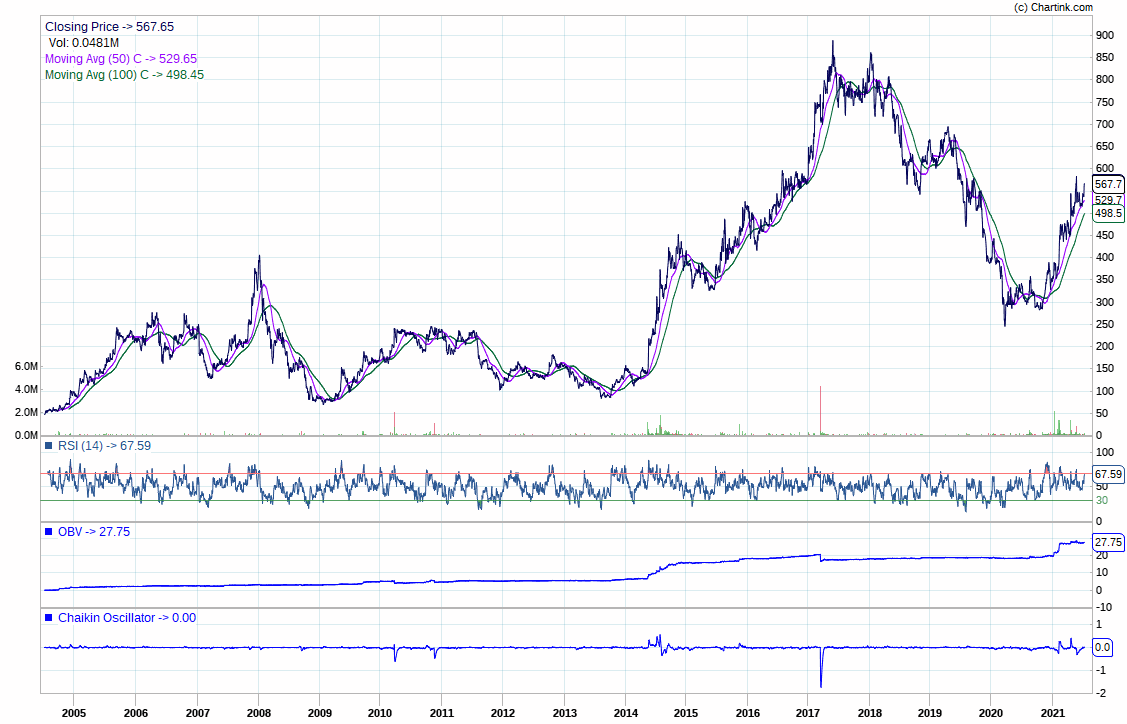 (c) Chartink.com
Closing Price -> 567.65
Vol: 0.0481M
Moving Avg (50) C -> 529.65
Moving Avg (100) C -> 498.45
900
850
800
750
700
650
600
567.7
529.7
498.5
450
400
350
300
250
200
150
100
50
0
6.0M
4.0M
2.0M
0.0M
RSI (14) -> 67.59
100
67.59
50
30
0
OBV -> 27.75
27.75
20
10
0
-10
Chaikin Oscillator -> 0.00
1
0.0
-1
-2
2005 2006 2007 2008 2009 2010 2011 2012 2013 2014 2015 2016 2017 2018 2019 2020 2021